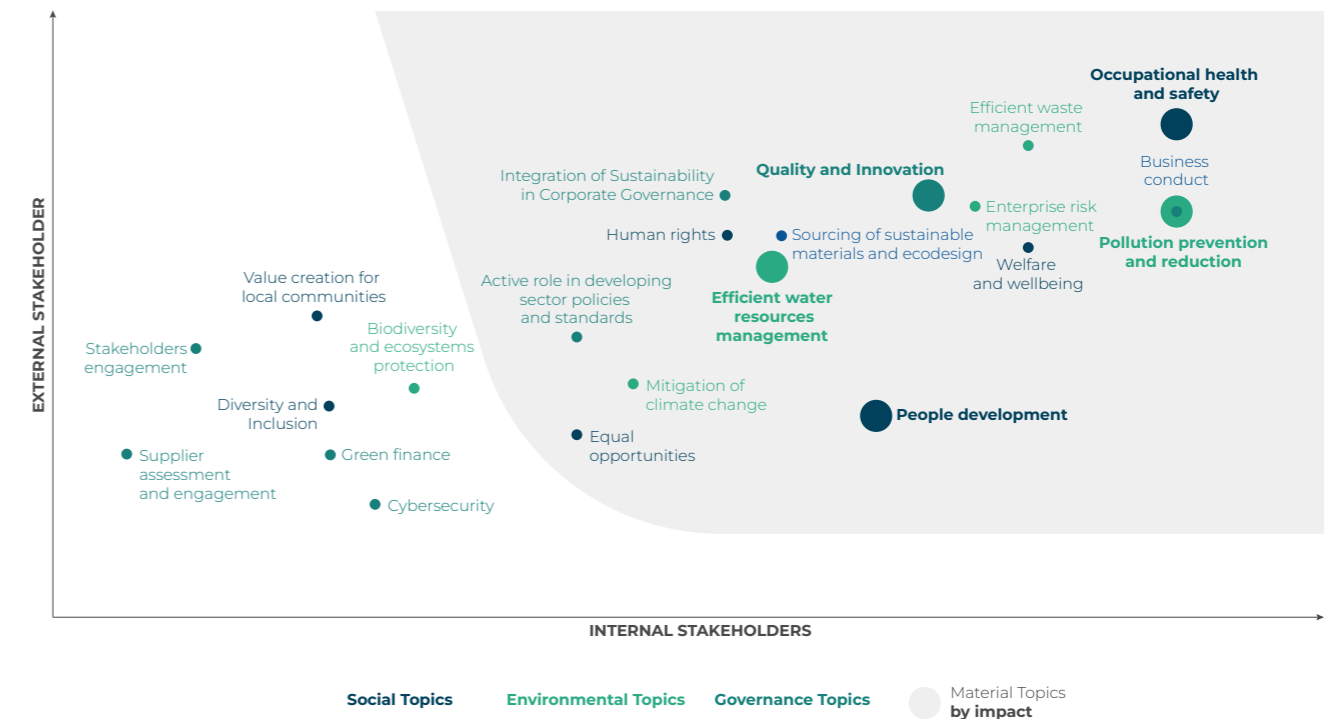 EXTERNAL STAKEHOLDER
Occupational health
and safety
Efficient waste
management
Business
conduct
Quality and Innovation
Integration of Sustainability
in Corporate Governance
Enterprise risk
management
Human rights
Sourcing of sustainable
materials and ecodesign
Pollution prevention
and reduction
Welfare
and wellbeing
Value creation for
local communities
Active role in developing
sector policies
and standards
Efficient water
resources
management
Biodiversity
and ecosystems
protection
Stakeholders
engagement
Mitigation of
climate change
Diversity and
Inclusion
People development
Equal
opportunities
Supplier
assessment
and engagement
Green finance
Cybersecurity
INTERNAL STAKEHOLDERS
Social Topics
Environmental Topics
Governance Topics
Material Topics
by impact